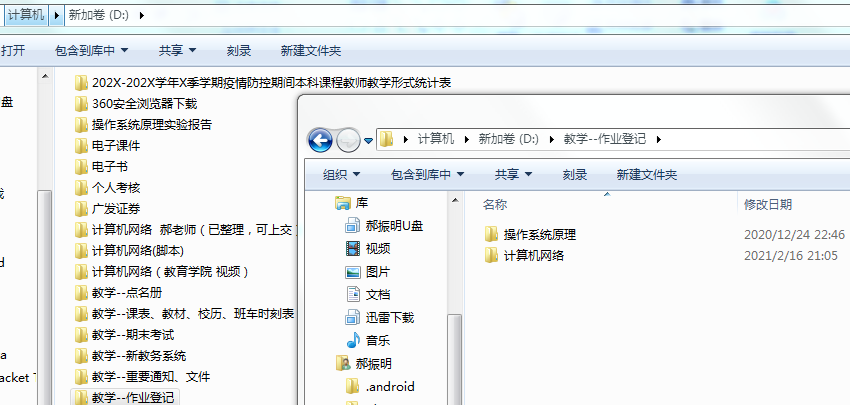 计算机 新加卷 (D:)
打开 包含到库中 共享 刻录 新建文件夹
盘
202X-202X学年X季学期疫情防控期间本科课程教师教学形式统计表
360安全浏览器下载
操作系统原理实验报告
电子课件
电子书
个人考核
广发证券
计算机网络 郝老师（已整理，可上交）
计算机网络(脚本)
计算机网络（教育学院 视频）
教学--点名册
教学--课表、教材、校历、班车时刻表
教学--期末考试
教学--新教务系统
教学--重要通知、文件
教学--作业登记
d
a
acket T
计算机 新加卷 (D:) 教学--作业登记
组织 包含到库中 共享 刻录 新建文件夹
库
郝振明U盘
视频
图片
文档
迅雷下载
音乐
郝振明
.android
名称 修改日期
操作系统原理 2020/12/24 22:46
计算机网络 2021/2/16 21:05